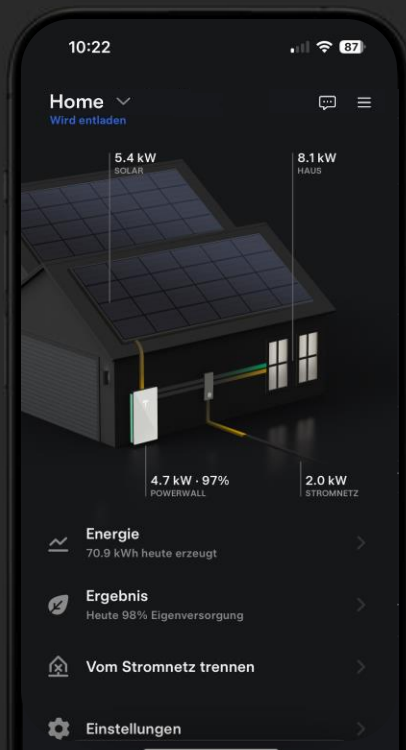 10:22
87
Home
Wird entladen
5.4 kW
SOLAR
8.1 kW
HAUS
4.7 kW · 97%
POWERWALL
2.0 kW
STROMNETZ
Energie
70.9 kWh heute erzeugt
Ergebnis
Heute 98% Eigenversorgung
Vom Stromnetz trennen
Einstellungen